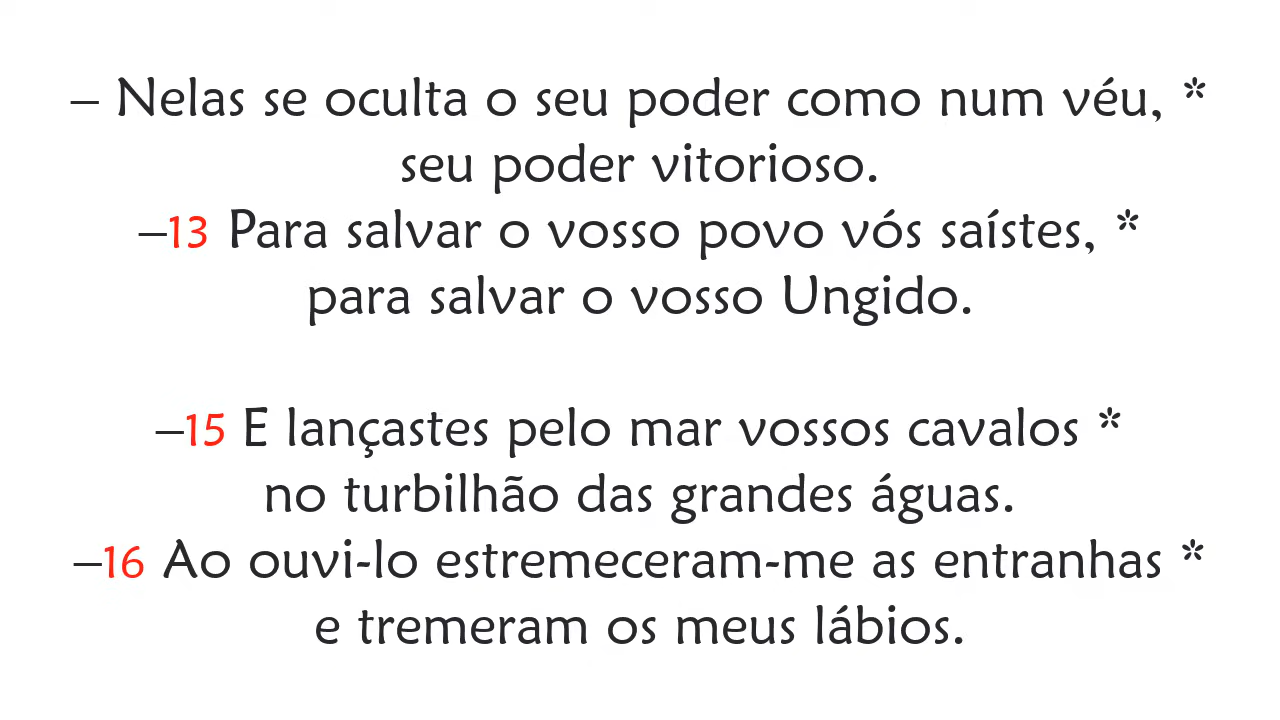 – Nelas se oculta o seu poder como num véu, *
seu poder vitorioso.
–13 Para salvar o vosso povo vós saístes, *
para salvar o vosso Ungido.
–15 E lançastes pelo mar vossos cavalos *
no turbilhão das grandes águas.
–16 Ao ouvi-lo estremeceram-me as entranhas *
e tremeram os meus lábios.